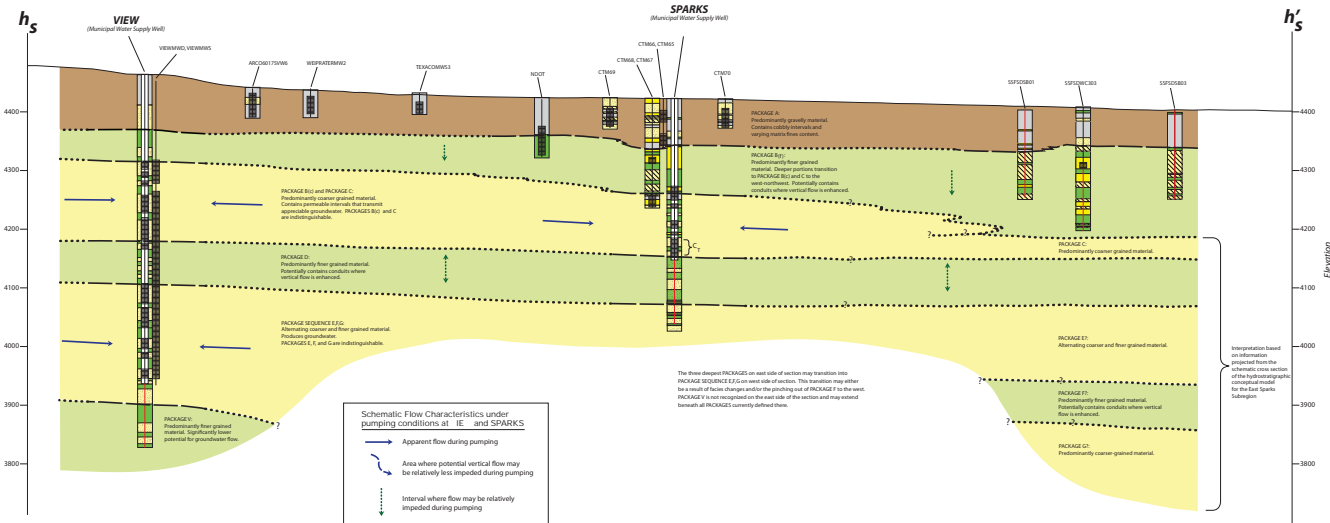 hs
h's
VIEW
(Municipal Water Supply Well)
VIEWMWD, VIEWMWS
ARCO60175VW6
WEIPRATERMW2
TEXACOMWS3
NDOT
CTM69
CTM68, CTM67
CTM66, CTM65
SPARKS
(Municipal Water Supply Well)
CTM70
SSFSDSB01
SSFSDWC303
SSFSDSB03
4400
4300
4200
4100
4000
3900
3800
4400
4300
4200
4100
4000
3900
3800
Elevation
PACKAGE A:
Predominantly gravelly material.
Contains cobbly intervals and
varying matrix fines content.
PACKAGE B(F):
Predominantly finer grained
material. Deeper portions transition
to PACKAGE B(c) and C to the
west-northwest. Potentially contains
conduits where vertical flow is enhanced.
PACKAGE B(c) and PACKAGE C:
Predominantly coarser grained material.
Contains permeable intervals that transmit
appreciable groundwater. PACKAGES B(c) and C
are indistinguishable.
?
?
?
?
CT
PACKAGE C:
Predominantly coarser grained material.
PACKAGE D:
Predominantly finer grained material.
Potentially contains conduits where
vertical flow is enhanced.
?
?
PACKAGE SEQUENCE E,F,G:
Alternating coarser and finer grained material.
Produces groundwater.
PACKAGES E, F, and G are indistinguishable.
PACKAGE E?:
Alternating coarser and finer grained material.
The three deepest PACKAGES on east side of section may transition into
PACKAGE SEQUENCE E,F,G on west side of section. This transition may either
be a result of facies changes and/or the pinching out of PACKAGE F to the west.
PACKAGE V is not recognized on the east side of the section and may extend
beneath all PACKAGES currently defined there.
?
?
PACKAGE F?:
Predominantly finer grained material.
Potentially contains conduits where vertical
flow is enhanced.
?
?
PACKAGE G?:
Predominantly coarser-grained material.
Interpretation based
on information
projected from the
schematic cross section
of the hydrostratigraphic
conceptual model
for the East Sparks
Subregion
PACKAGE V:
Predominantly finer grained
material. Significantly lower
potential for groundwater flow.
?
Schematic Flow Characteristics under
pumping conditions at IE and SPARKS
Apparent flow during pumping
Area where potential vertical flow may
be relatively less impeded during pumping
Interval where flow may be relatively
impeded during pumping